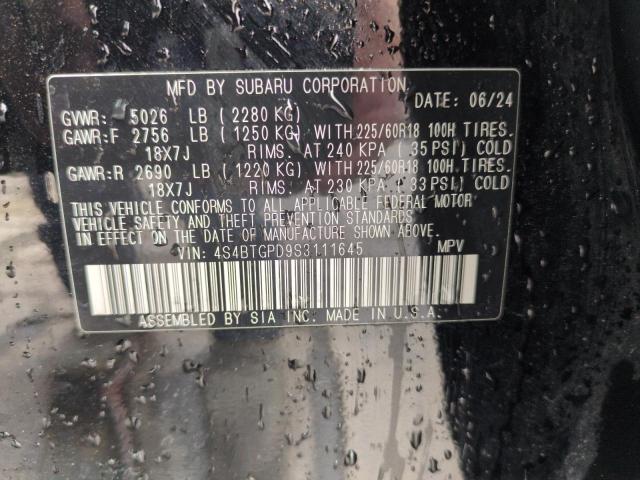 MFD BY SUBARU CORPORATION
DATE: 06/24
GVWR: 5026 LB ( 2280 KG)
GAWR:F 2756 LB ( 1250 KG) WITH 225/60R18 100H TIRES.
18X7J RIMS. AT 240 KPA ( 35 PSI) COLD
GAWR:R 2690 LB ( 1220 KG) WITH 225/60R18 100H TIRES.
18X7J RIMS. AT 230 KPA ( 33 PSI) COLD
THIS VEHICLE CONFORMS TO ALL APPLICABLE FEDERAL MOTOR
VEHICLE SAFETY AND THEFT PREVENTION STANDARDS
IN EFFECT ON THE DATE OF MANUFACTURE SHOWN ABOVE.
VIN: 4S4BTGPD9S3111645 MPV
ASSEMBLED BY SIA INC. MADE IN U.S.A.